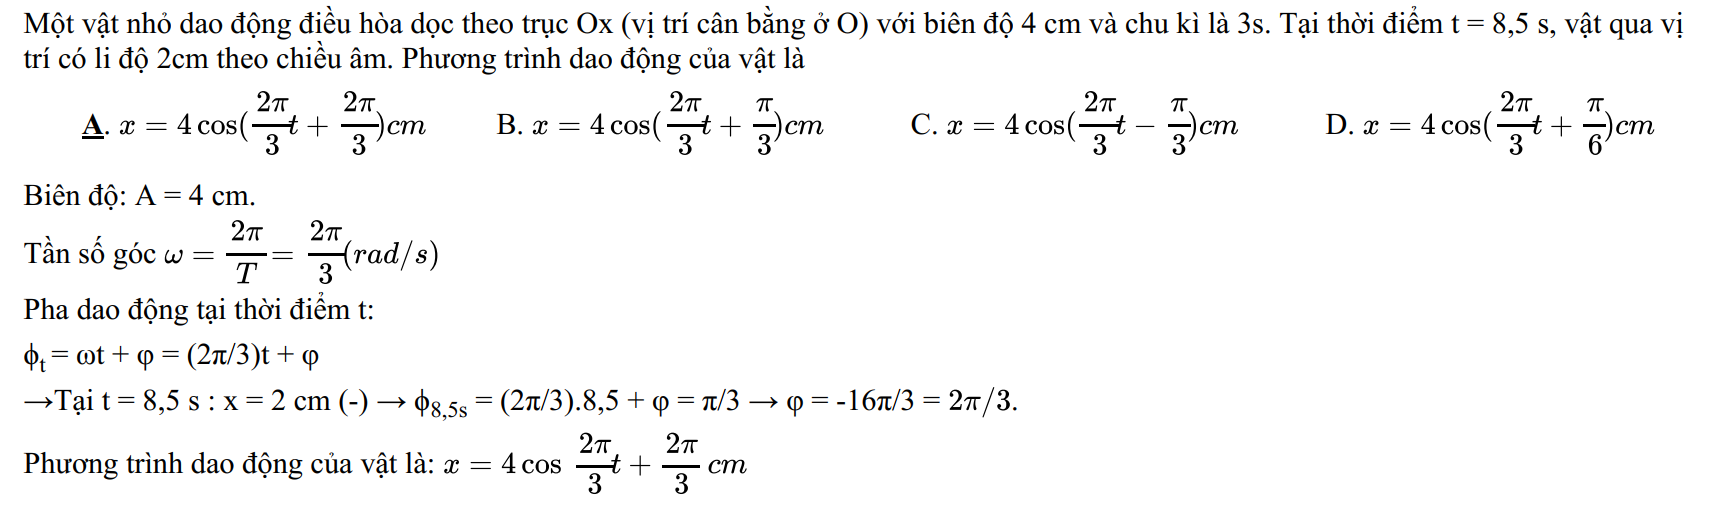 Một vật nhỏ dao động điều hòa dọc theo trục Ox (vị trí cân bằng ở O) với biên độ 4 cm và chu kì là 3s. Tại thời điểm t = 8,5 s, vật qua vị
trí có li độ 2cm theo chiều âm. Phương trình dao động của vật là
A. x = 4 cos(2π/3 t + 2π/3)cm B. x = 4 cos(2π/3 t + π/3)cm C. x = 4 cos(2π/3 t − π/3)cm D. x = 4 cos(2π/3 t + π/6)cm
Biên độ: A = 4 cm.
Tần số góc ω = 2π/T = 2π/3 (rad/s)
Pha dao động tại thời điểm t:
ϕₜ = ωt + φ = (2π/3)t + φ
→Tại t = 8,5 s : x = 2 cm (-) → ϕ8,5s = (2π/3).8,5 + φ = π/3 → φ = -16π/3 = 2π/3.
Phương trình dao động của vật là: x = 4 cos 2π/3 t + 2π/3 cm